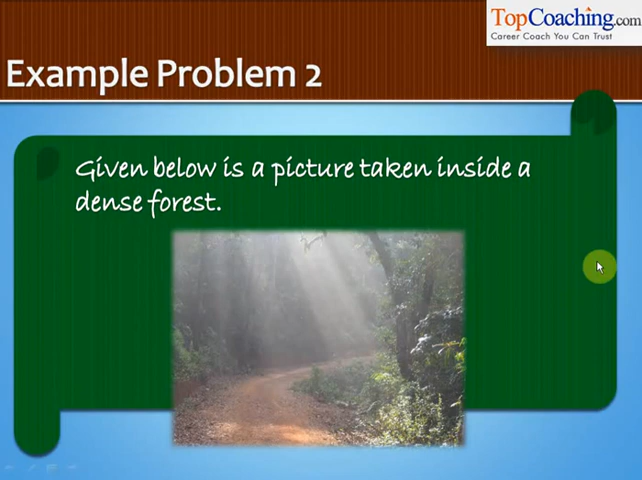 TopCoaching.com
Career Coach You Can Trust
Example Problem 2
Given below is a picture taken inside a
dense forest.